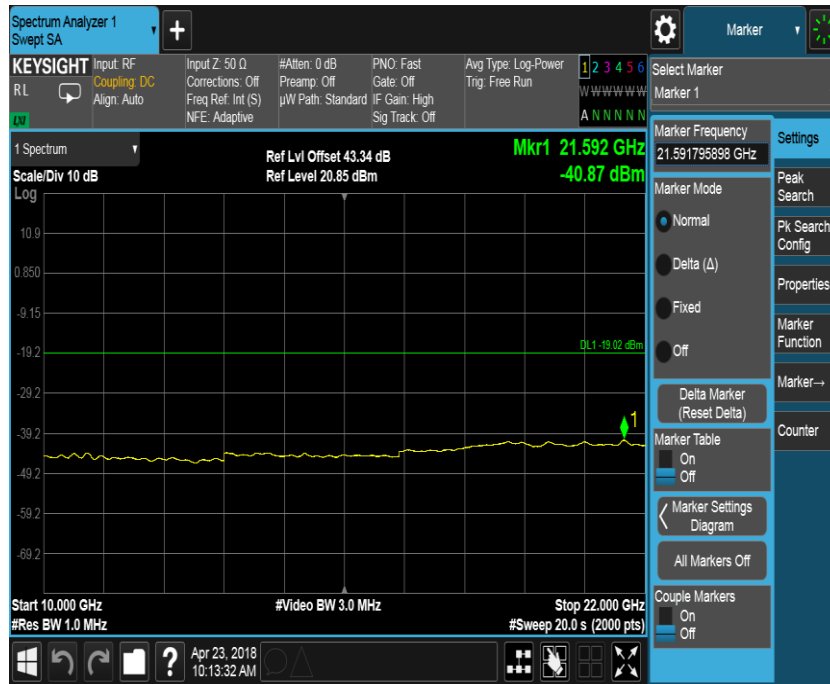 Spectrum Analyzer 1
Swept SA
+
Marker
KEYSIGHT
RL
LXI
Input: RF
Coupling: DC
Align: Auto
Input Z: 50 Ω
Corrections: Off
Freq Ref: Int (S)
NFE: Adaptive
#Atten: 0 dB
Preamp: Off
µW Path: Standard
PNO: Fast
Gate: Off
IF Gain: High
Sig Track: Off
Avg Type: Log-Power
Trig: Free Run
1 2 3 4 5 6
W W W W W W
A N N N N N
Select Marker
Marker 1
1 Spectrum
Scale/Div 10 dB
Log
Ref Lvl Offset 43.34 dB
Ref Level 20.85 dBm
Mkr1 21.592 GHz
-40.87 dBm
10.9
0.850
-9.15
-19.2
-29.2
-39.2
-49.2
-59.2
-69.2
DL1 -19.02 dBm
1
Start 10.000 GHz
#Res BW 1.0 MHz
#Video BW 3.0 MHz
Stop 22.000 GHz
#Sweep 20.0 s (2000 pts)
Marker Frequency
21.591795898 GHz
Marker Mode
Normal
Delta (Δ)
Fixed
Off
Delta Marker
(Reset Delta)
Marker Table
On
Off
Marker Settings
Diagram
All Markers Off
Couple Markers
On
Off
Settings
Peak
Search
Pk Search
Config
Properties
Marker
Function
Marker→
Counter
?
Apr 23, 2018
10:13:32 AM